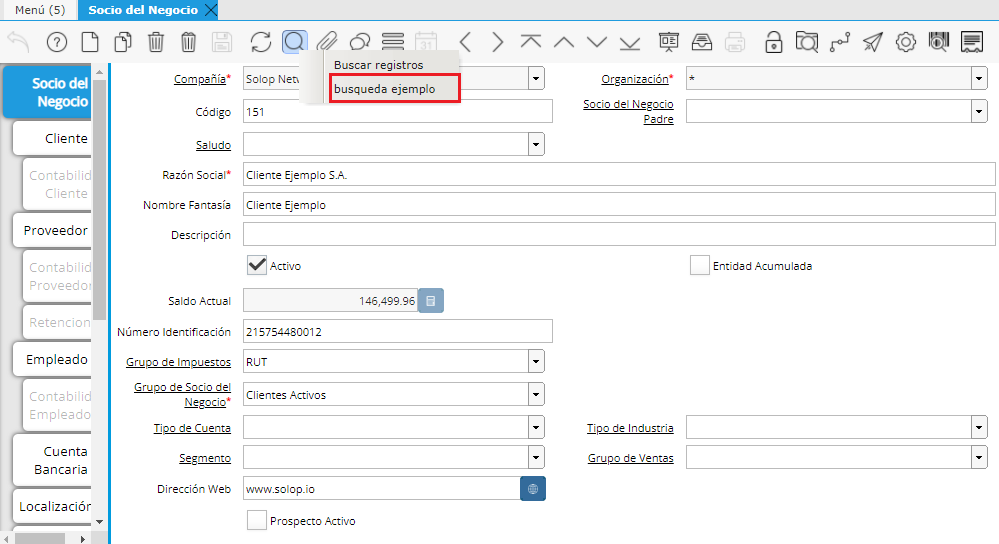 Menú (5)
Socio del Negocio
31
Buscar registros
busqueda ejemplo
Socio del
Negocio
Cliente
Contabilid
Cliente
Proveedor
Contabilid
Proveedor
Retencion
Empleado
Contabilid
Empleado
Cuenta
Bancaria
Localización
Compañía* Solop Netw
Organización* *
Código 151
Socio del Negocio
Padre
Saludo
Razón Social* Cliente Ejemplo S.A.
Nombre Fantasía Cliente Ejemplo
Descripción
Activo
Entidad Acumulada
Saldo Actual 146,499.96
Número Identificación 215754480012
Grupo de Impuestos RUT
Grupo de Socio del
Negocio* Clientes Activos
Tipo de Cuenta
Tipo de Industria
Segmento
Grupo de Ventas
Dirección Web www.solop.io
Prospecto Activo